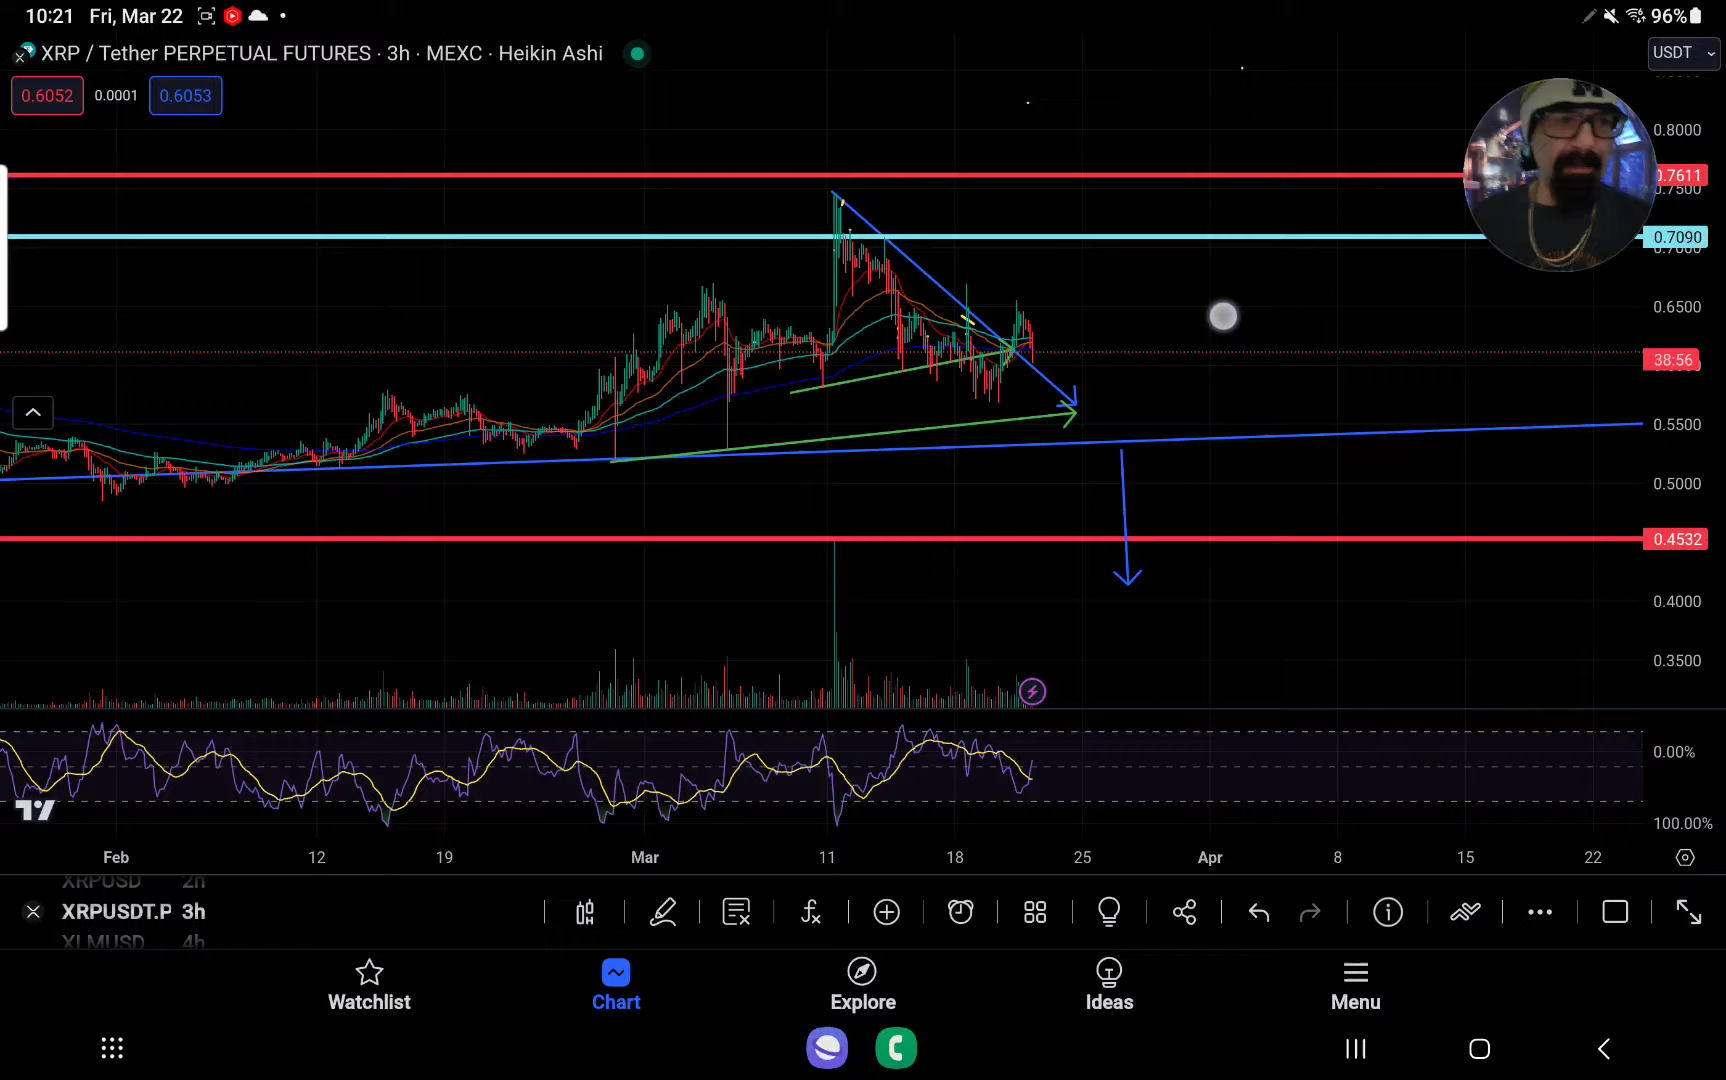 10:21 Fri, Mar 22
96%
XRP / Tether PERPETUAL FUTURES · 3h · MEXC · Heikin Ashi
USDT
0.6052 0.0001 0.6053
0.8000
0.7611
0.7500
0.7090
0.6500
38:56
0.5500
0.5000
0.4532
0.4000
0.3500
0.00%
100.00%
Feb 12 19 Mar 11 18 25 Apr 8 15 22
XRPUSD 2h
XRPUSDT.P 3h
XLMUSD 4h
Watchlist Chart Explore Ideas Menu